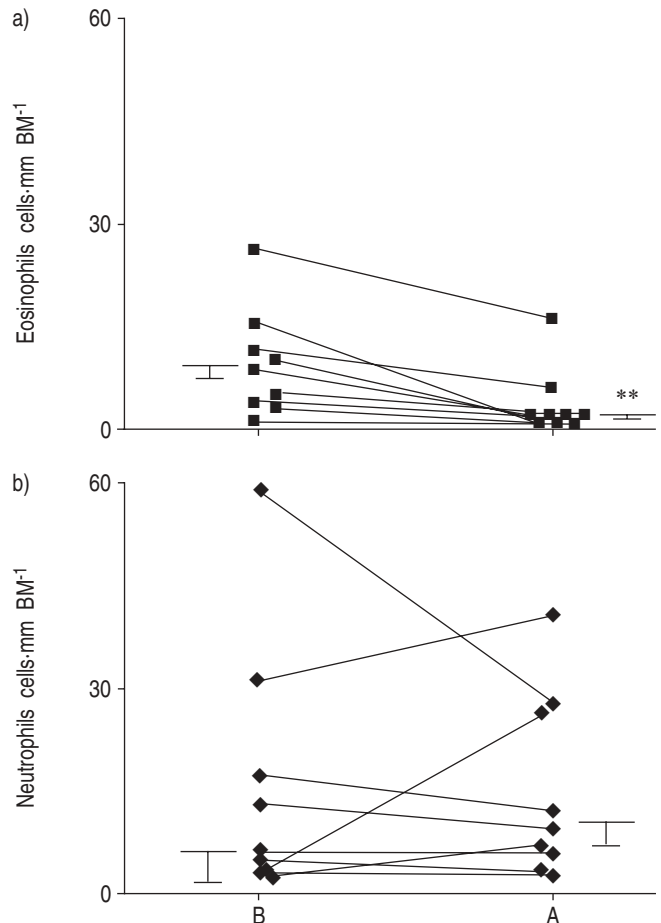 a)
60
30
0
Eosinophils cells·mm BM⁻¹
**
b)
60
30
0
Neutrophils cells·mm BM⁻¹
B A